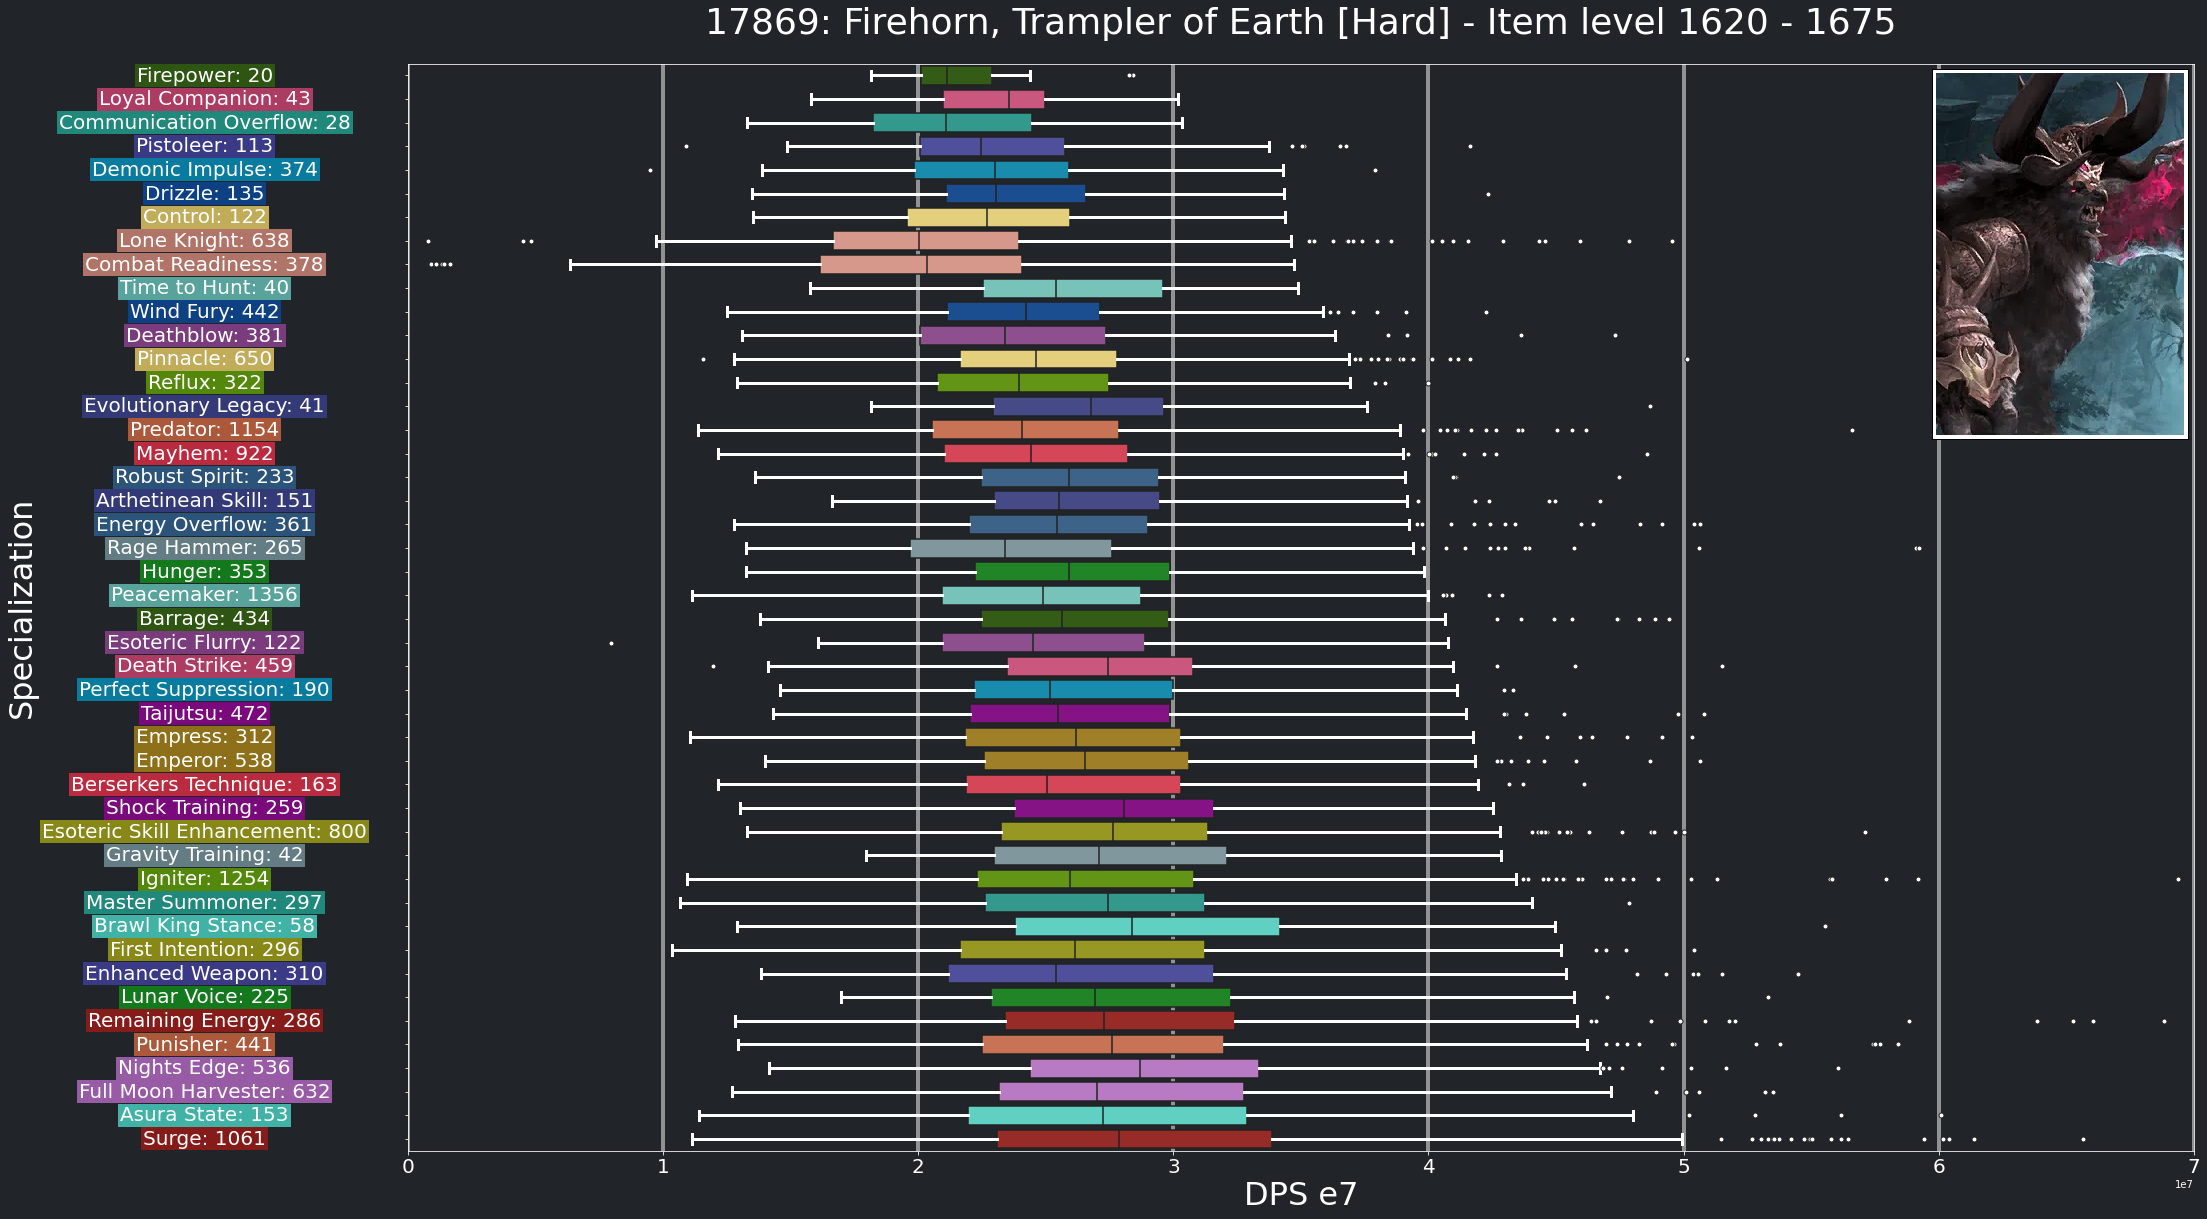 17869: Firehorn, Trampler of Earth [Hard] - Item level 1620 - 1675
Specialization
Firepower: 20
Loyal Companion: 43
Communication Overflow: 28
Pistoleer: 113
Demonic Impulse: 374
Drizzle: 135
Control: 122
Lone Knight: 638
Combat Readiness: 378
Time to Hunt: 40
Wind Fury: 442
Deathblow: 381
Pinnacle: 650
Reflux: 322
Evolutionary Legacy: 41
Predator: 1154
Mayhem: 922
Robust Spirit: 233
Arthetinean Skill: 151
Energy Overflow: 361
Rage Hammer: 265
Hunger: 353
Peacemaker: 1356
Barrage: 434
Esoteric Flurry: 122
Death Strike: 459
Perfect Suppression: 190
Taijutsu: 472
Empress: 312
Emperor: 538
Berserkers Technique: 163
Shock Training: 259
Esoteric Skill Enhancement: 800
Gravity Training: 42
Igniter: 1254
Master Summoner: 297
Brawl King Stance: 58
First Intention: 296
Enhanced Weapon: 310
Lunar Voice: 225
Remaining Energy: 286
Punisher: 441
Nights Edge: 536
Full Moon Harvester: 632
Asura State: 153
Surge: 1061
0 1 2 3 4 5 6 7
1e7
DPS e7